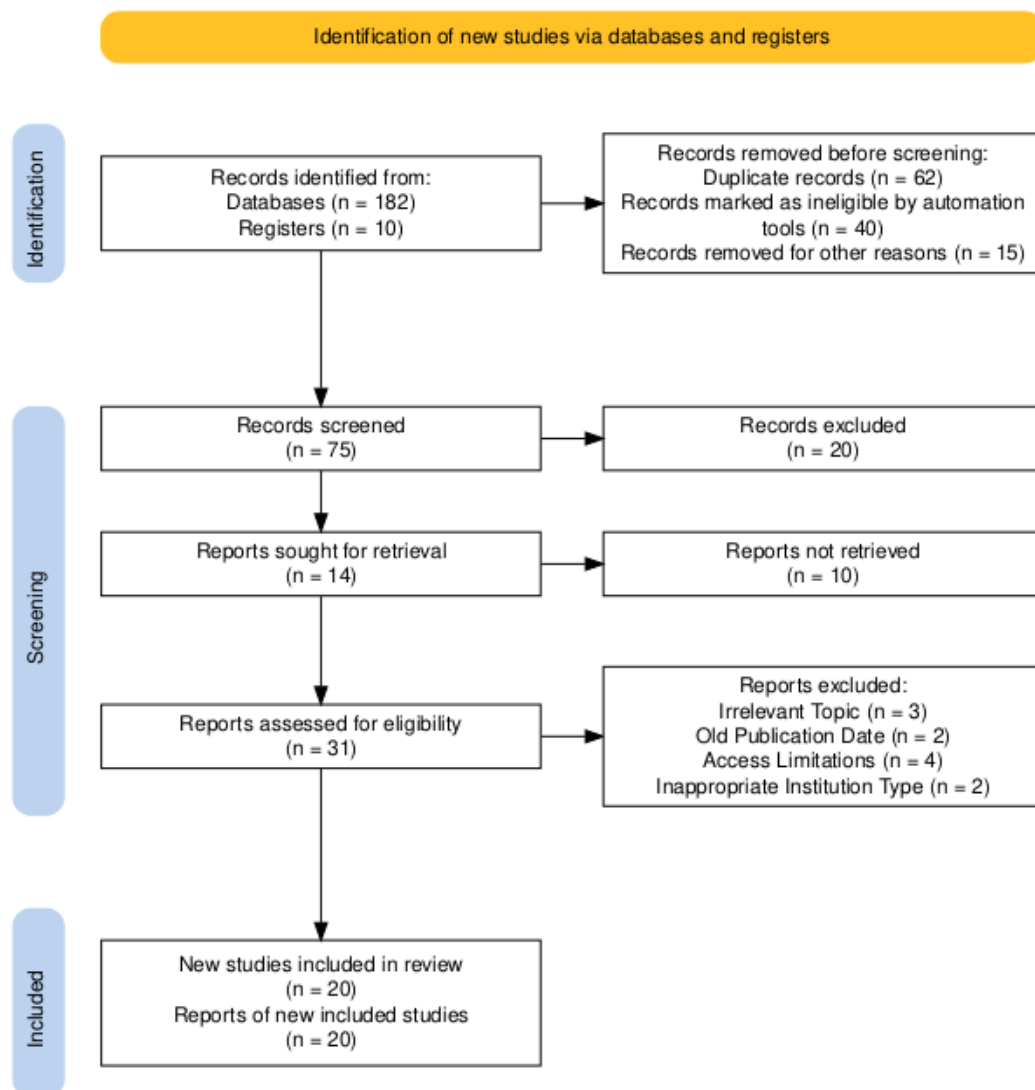 Identification of new studies via databases and registers
Identification
Records identified from:
Databases (n = 182)
Registers (n = 10)
Records removed before screening:
Duplicate records (n = 62)
Records marked as ineligible by automation
tools (n = 40)
Records removed for other reasons (n = 15)
Screening
Records screened
(n = 75)
Records excluded
(n = 20)
Reports sought for retrieval
(n = 14)
Reports not retrieved
(n = 10)
Reports assessed for eligibility
(n = 31)
Reports excluded:
Irrelevant Topic (n = 3)
Old Publication Date (n = 2)
Access Limitations (n = 4)
Inappropriate Institution Type (n = 2)
Included
New studies included in review
(n = 20)
Reports of new included studies
(n = 20)